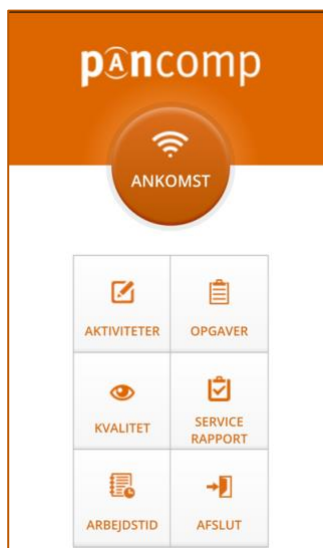 pAncomp
ANKOMST
AKTIVITETER
OPGAVER
KVALITET
SERVICE
RAPPORT
ARBEJDSTID
AFSLUT